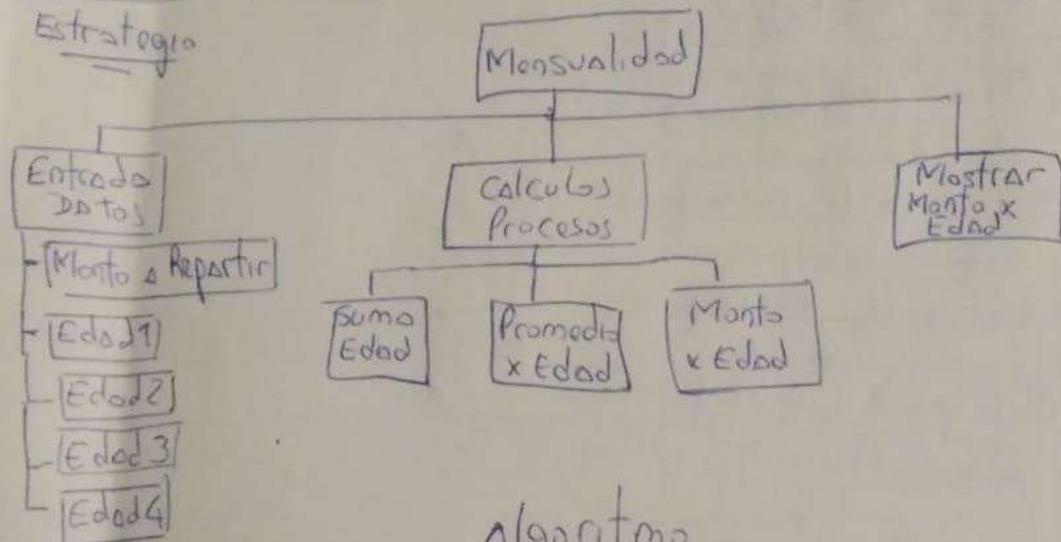 Estrategia
Mensualidad
Entrada
Datos
Calculos
Procesos
Mostrar
Monto x
Edad
Monto a Repartir
Edad1
Edad2
Edad3
Edad4
Suma
Edad
Promedio
x Edad
Monto
x Edad
Algoritmo